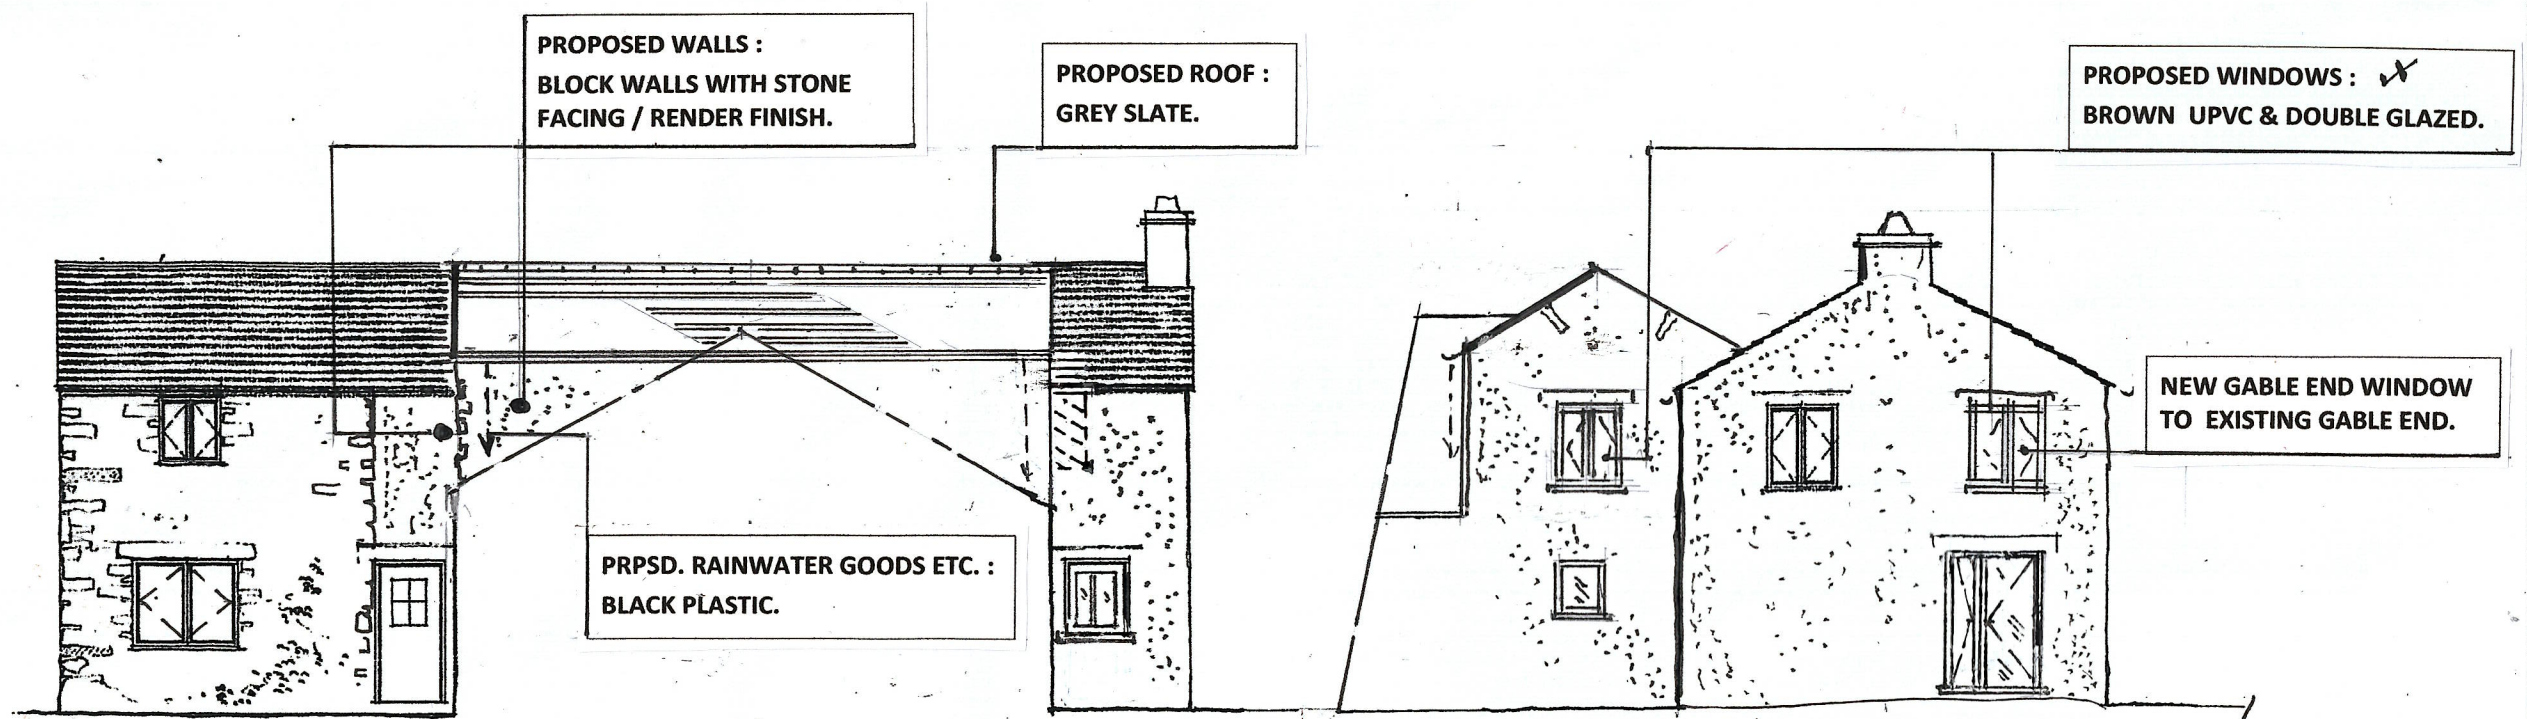 PROPOSED WALLS :
BLOCK WALLS WITH STONE
FACING / RENDER FINISH.
PROPOSED ROOF :
GREY SLATE.
PROPOSED WINDOWS :
BROWN UPVC & DOUBLE GLAZED.
NEW GABLE END WINDOW
TO EXISTING GABLE END.
PRPSD. RAINWATER GOODS ETC. :
BLACK PLASTIC.